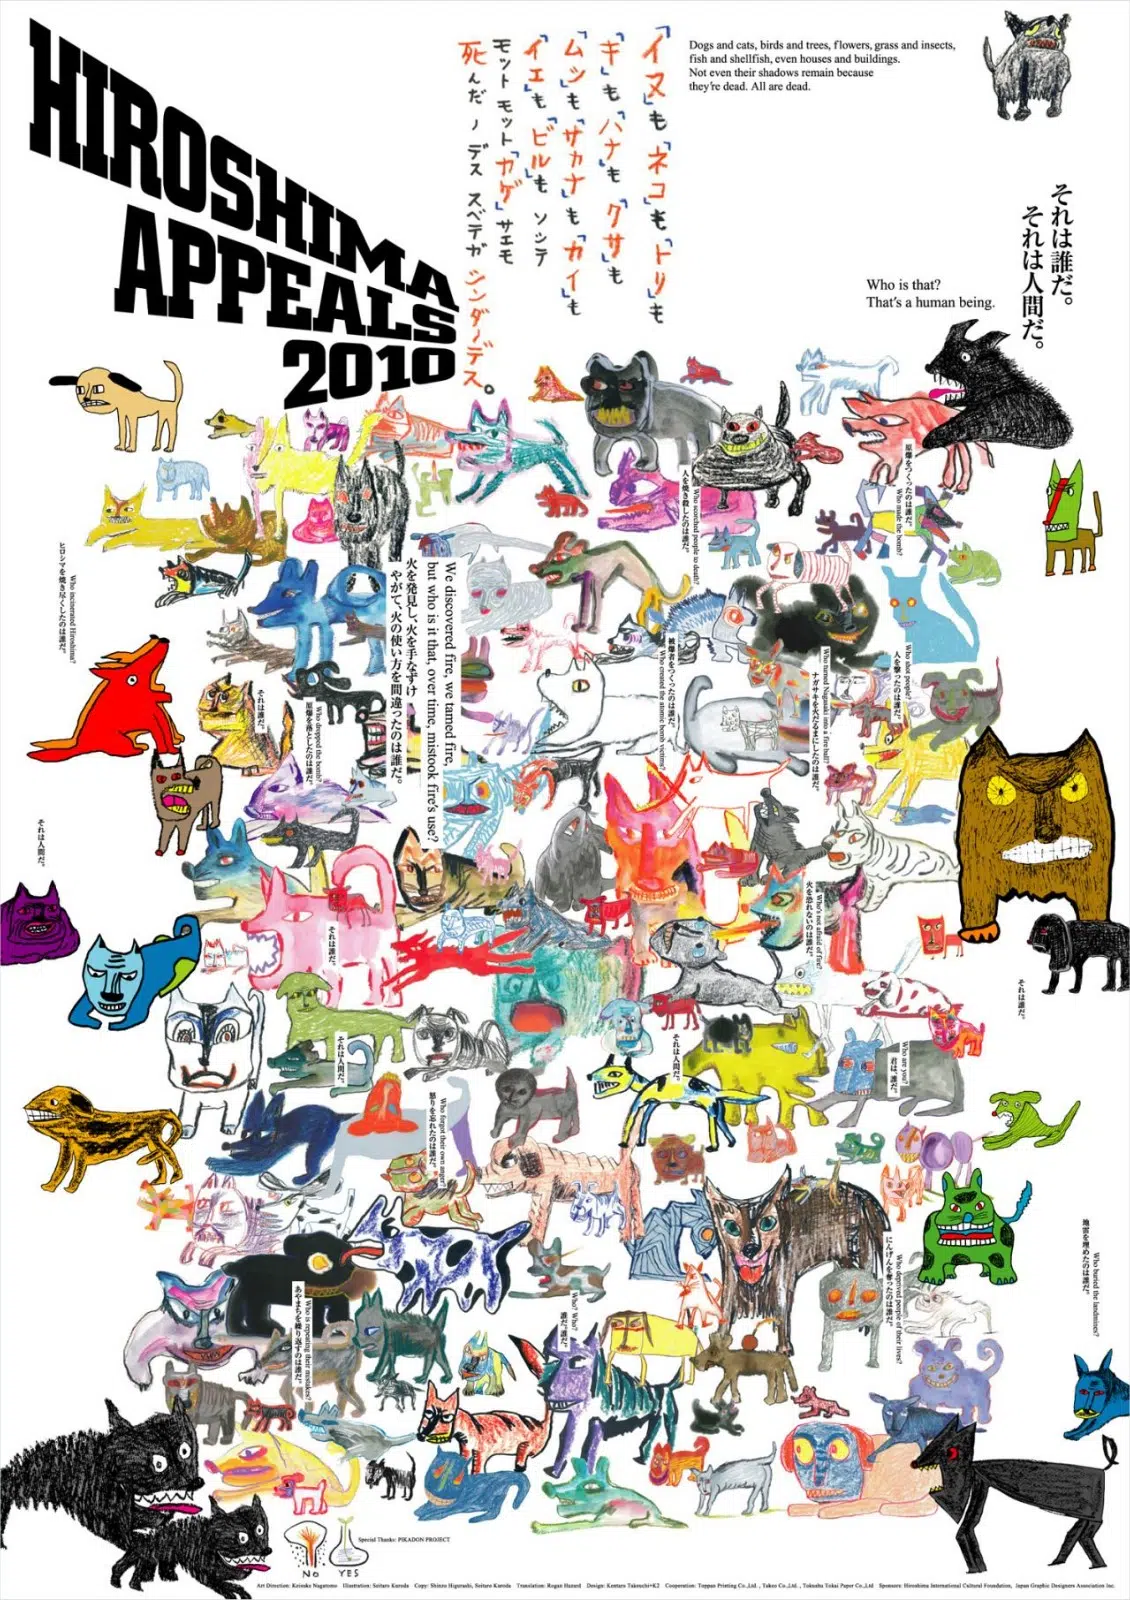 HIROSHIMA
APPEALS
2010
「イヌ」も「ネコ」も「トリ」も
「キ」も「ハナ」も「クサ」も
「ムシ」も「サカナ」も「カイ」も
「イエ」も「ビル」も ソシテ
モットモット「カゲ」サエモ
死んだノデス スベテガ シンダノデス。
Dogs and cats, birds and trees, flowers, grass and insects,
fish and shellfish, even houses and buildings.
Not even their shadows remain because
they're dead. All are dead.
それは誰だ。
それは人間だ。
Who is that?
That's a human being.
原爆をつくったのは誰だ。
Who made the bomb?
人を焼き殺したのは誰だ。
Who scorched people to death?
We discovered fire, we tamed fire,
but who is it that, over time, mistook fire's use?
火を発見し、火を手なずけ
やがて、火の使い方を間違ったのは誰だ。
Who incinerated Hiroshima?
ヒロシマを焼き尽くしたのは誰だ。
被爆者をつくったのは誰だ。
Who created the atomic bomb victims?
Who turned Nagasaki into a fire ball?
ナガサキを火だるまにしたのは誰だ。
Who shot people?
人を撃ったのは誰だ。
それは誰だ。
Who dropped the bomb?
原爆を落としたのは誰だ。
それは人間だ。
Who's not afraid of fire?
火を恐れないのは誰だ。
それは誰だ。
それは誰だ。
それは人間だ。
それは人間だ。
Who are you?
君は、誰だ。
Who forgot their own anger?
怒りを忘れたのは誰だ。
にんげんを奪ったのは誰だ。
Who deprived people of their lives?
Who buried the landmines?
地雷を埋めたのは誰だ。
Who is repeating their mistakes?
あやまちを繰り返すのは誰だ。
Who? Who?
誰だ。誰だ。
NO YES
Special Thanks: PIKADON PROJECT
Art Direction: Keisuke Nagatomo Illustration: Seitaro Kuroda Copy: Shinzo Higurashi, Seitaro Kuroda Translation: Rogan Hazard Design: Kentaro Takeuchi+K2 Cooperation: Toppan Printing Co.,Ltd. , Takeo Co.,Ltd. , Tokushu Tokai Paper Co.,Ltd Sponsors: Hiroshima International Cultural Foundation, Japan Graphic Designers Association Inc.